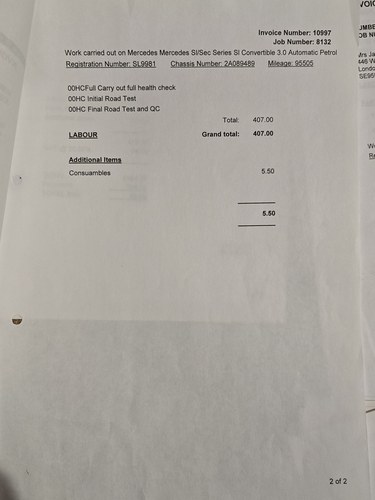 Invoice Number: 10997
Job Number: 8132
Work carried out on Mercedes Mercedes Sl/Sec Series Sl Convertible 3.0 Automatic Petrol
Registration Number: SL9981 Chassis Number: 2A089489 Mileage: 95505
00HCFull Carry out full health check
00HC Initial Road Test
00HC Final Road Test and QC
Total: 407.00
LABOUR Grand total: 407.00
Additional Items
Consuambles 5.50
5.50
2 of 2